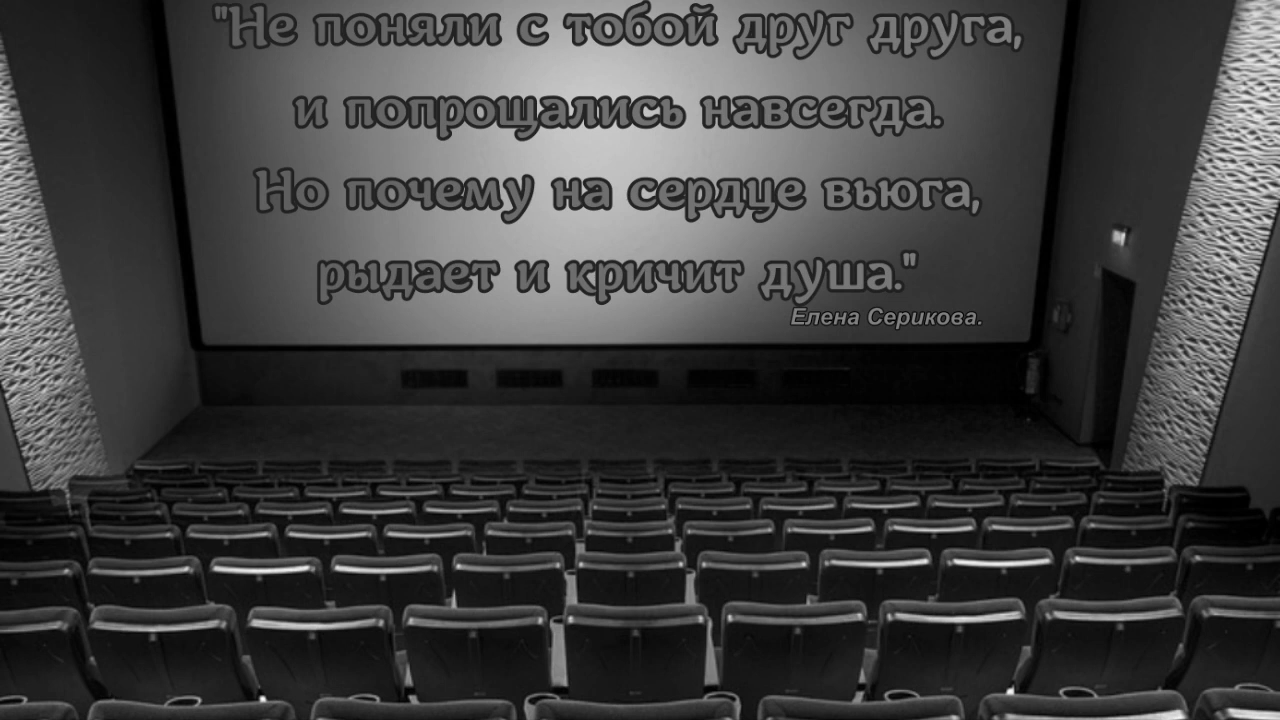 "Не поняли с тобой друг друга,
и попрощались навсегда.
Но почему на сердце вьюга,
рыдает и кричит душа."
Елена Серикова.